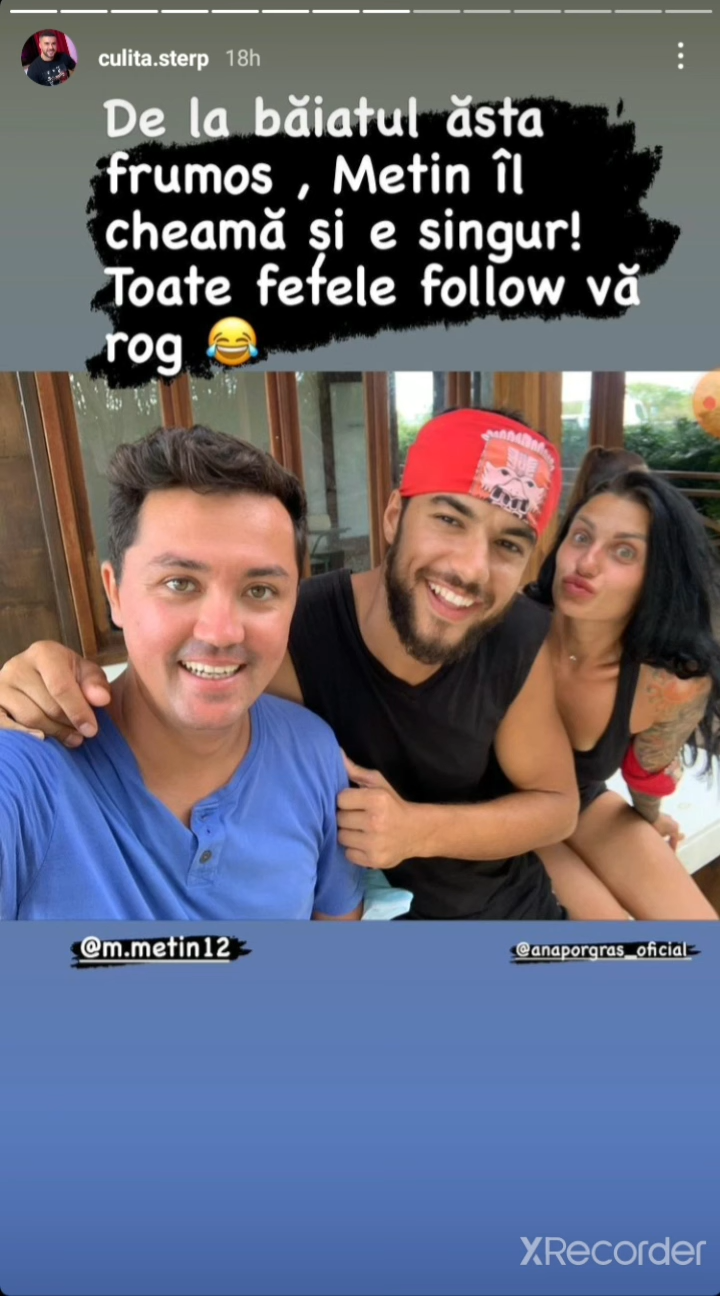 culita.sterp 18h
De la băiatul ăsta
frumos , Metin îl
cheamă și e singur!
Toate fetele follow vă
rog 😂
@m.metin12
@anaporgras_oficial
XRecorder